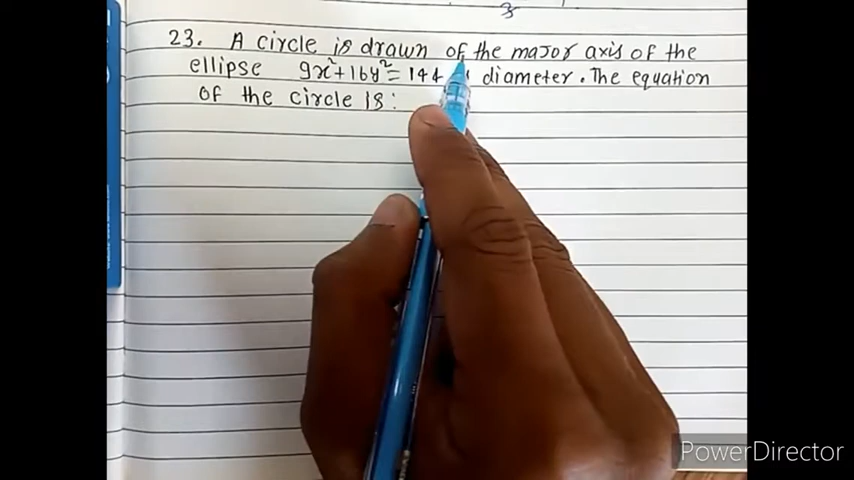 3
23. A circle is drawn of the major axis of the
ellipse 9x²+16y²=144 diameter. The equation
of the circle is:
PowerDirector